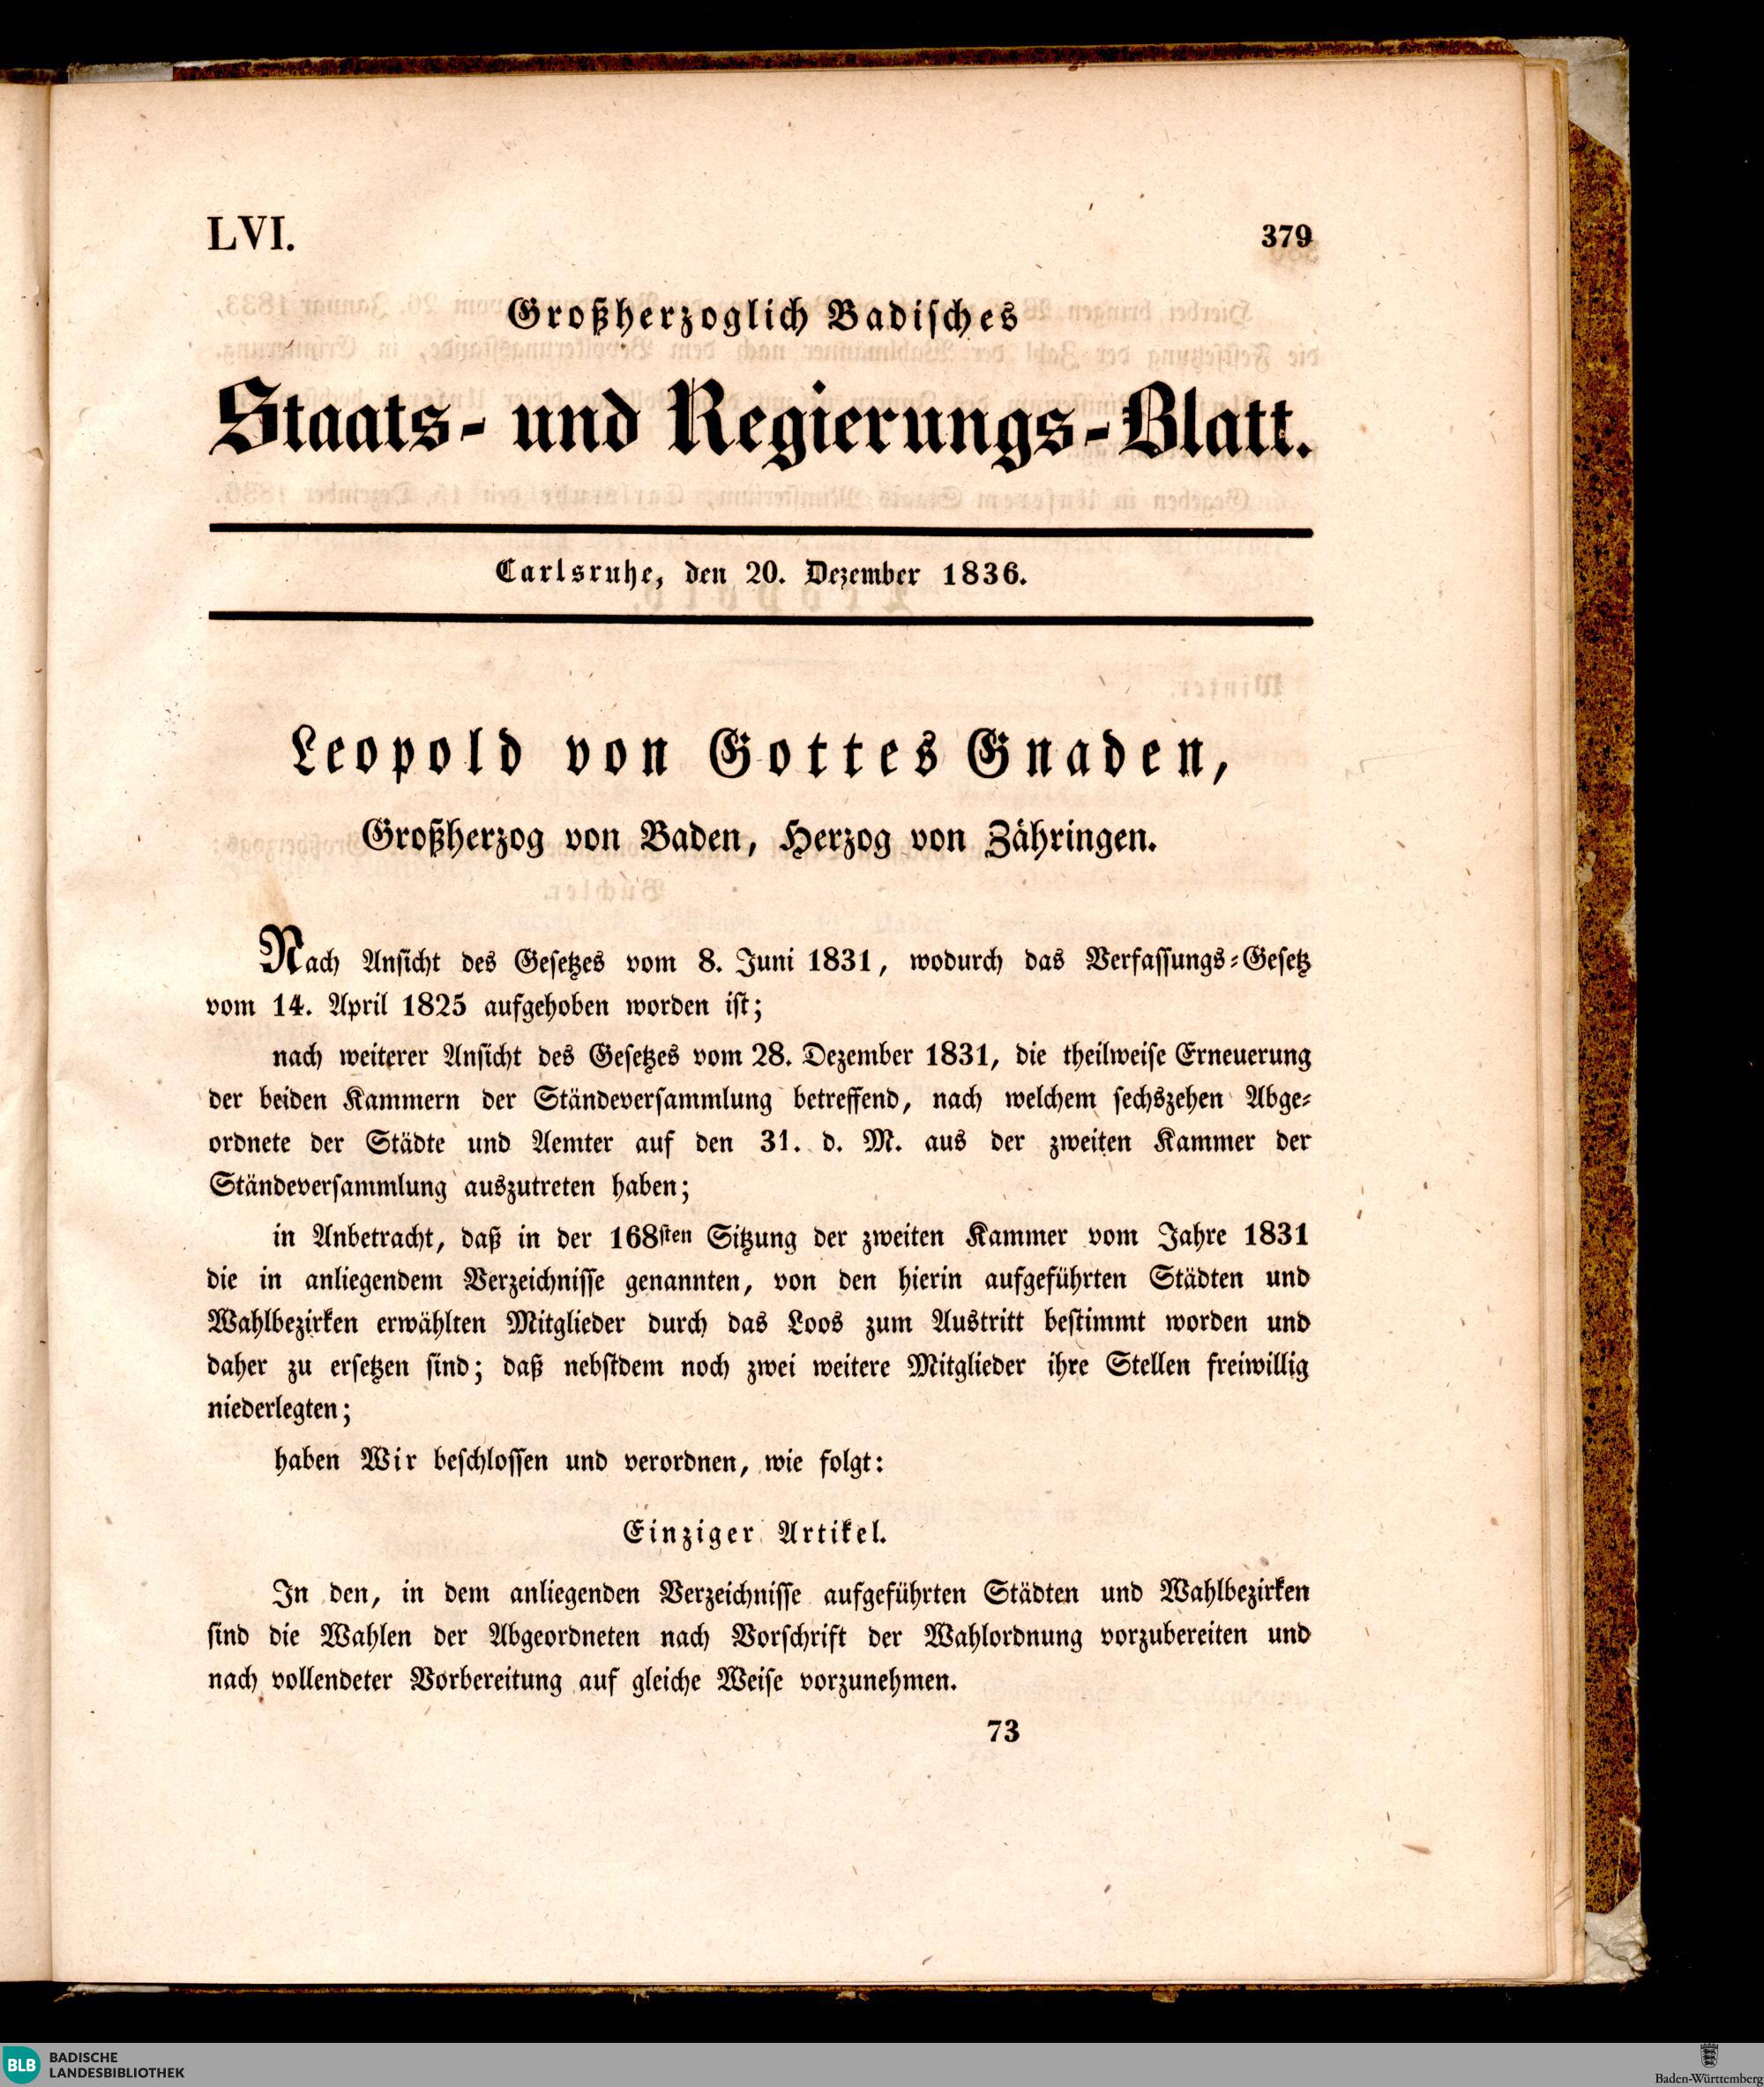 LVI.
379
Großherzoglich Badisches
Staats- und Regierungs-Blatt.
Carlsruhe, den 20. Dezember 1836.
Leopold von Gottes Gnaden,
Großherzog von Baden, Herzog von Zähringen.
Nach Ansicht des Gesetzes vom 8. Juni 1831, wodurch das Verfassungs-Gesetz
vom 14. April 1825 aufgehoben worden ist;
nach weiterer Ansicht des Gesetzes vom 28. Dezember 1831, die theilweise Erneuerung
der beiden Kammern der Ständeversammlung betreffend, nach welchem sechszehen Abge-
ordnete der Städte und Aemter auf den 31. d. M. aus der zweiten Kammer der
Ständeversammlung auszutreten haben;
in Anbetracht, daß in der 168sten Sitzung der zweiten Kammer vom Jahre 1831
die in anliegendem Verzeichnisse genannten, von den hierin aufgeführten Städten und
Wahlbezirken erwählten Mitglieder durch das Loos zum Austritt bestimmt worden und
daher zu ersetzen sind; daß nebstdem noch zwei weitere Mitglieder ihre Stellen freiwillig
niederlegten;
haben Wir beschlossen und verordnen, wie folgt:
Einziger Artikel.
In den, in dem anliegenden Verzeichnisse aufgeführten Städten und Wahlbezirken
sind die Wahlen der Abgeordneten nach Vorschrift der Wahlordnung vorzubereiten und
nach vollendeter Vorbereitung auf gleiche Weise vorzunehmen.
73
BLB BADISCHE
LANDESBIBLIOTHEK
Baden-Württemberg